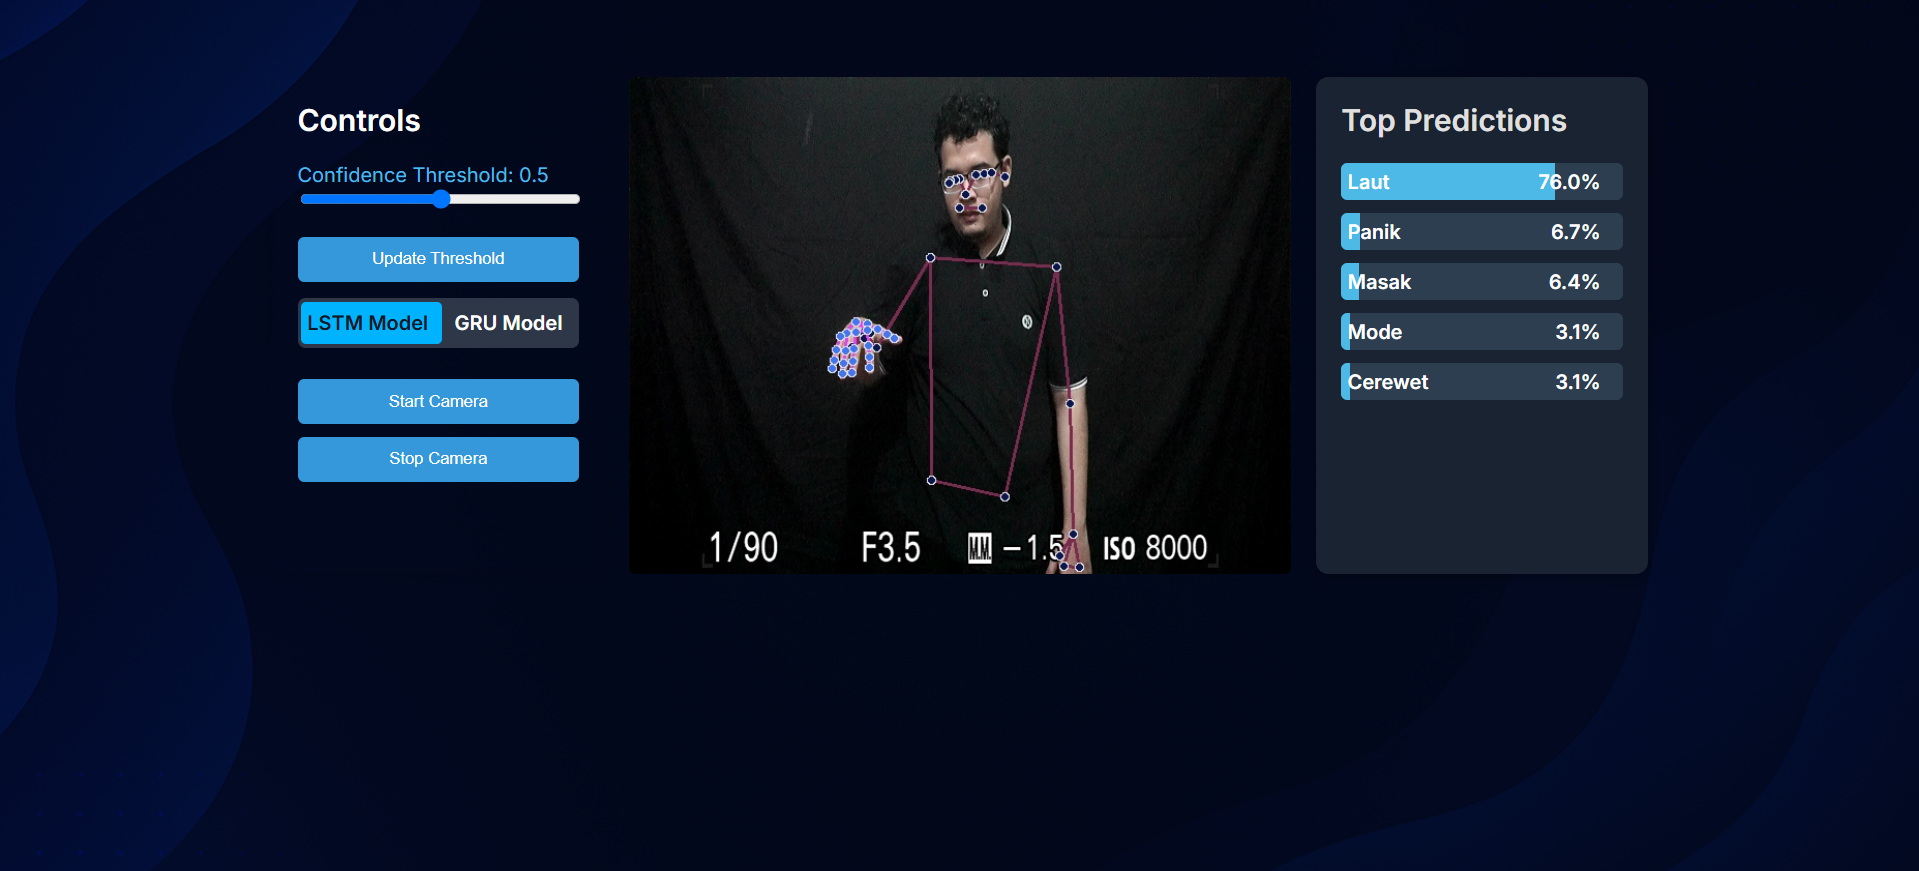 Controls
Confidence Threshold: 0.5
Update Threshold
LSTM Model GRU Model
Start Camera
Stop Camera
1/90 F3.5 M.M. −1.5 ISO 8000
Top Predictions
Laut 76.0%
Panik 6.7%
Masak 6.4%
Mode 3.1%
Cerewet 3.1%